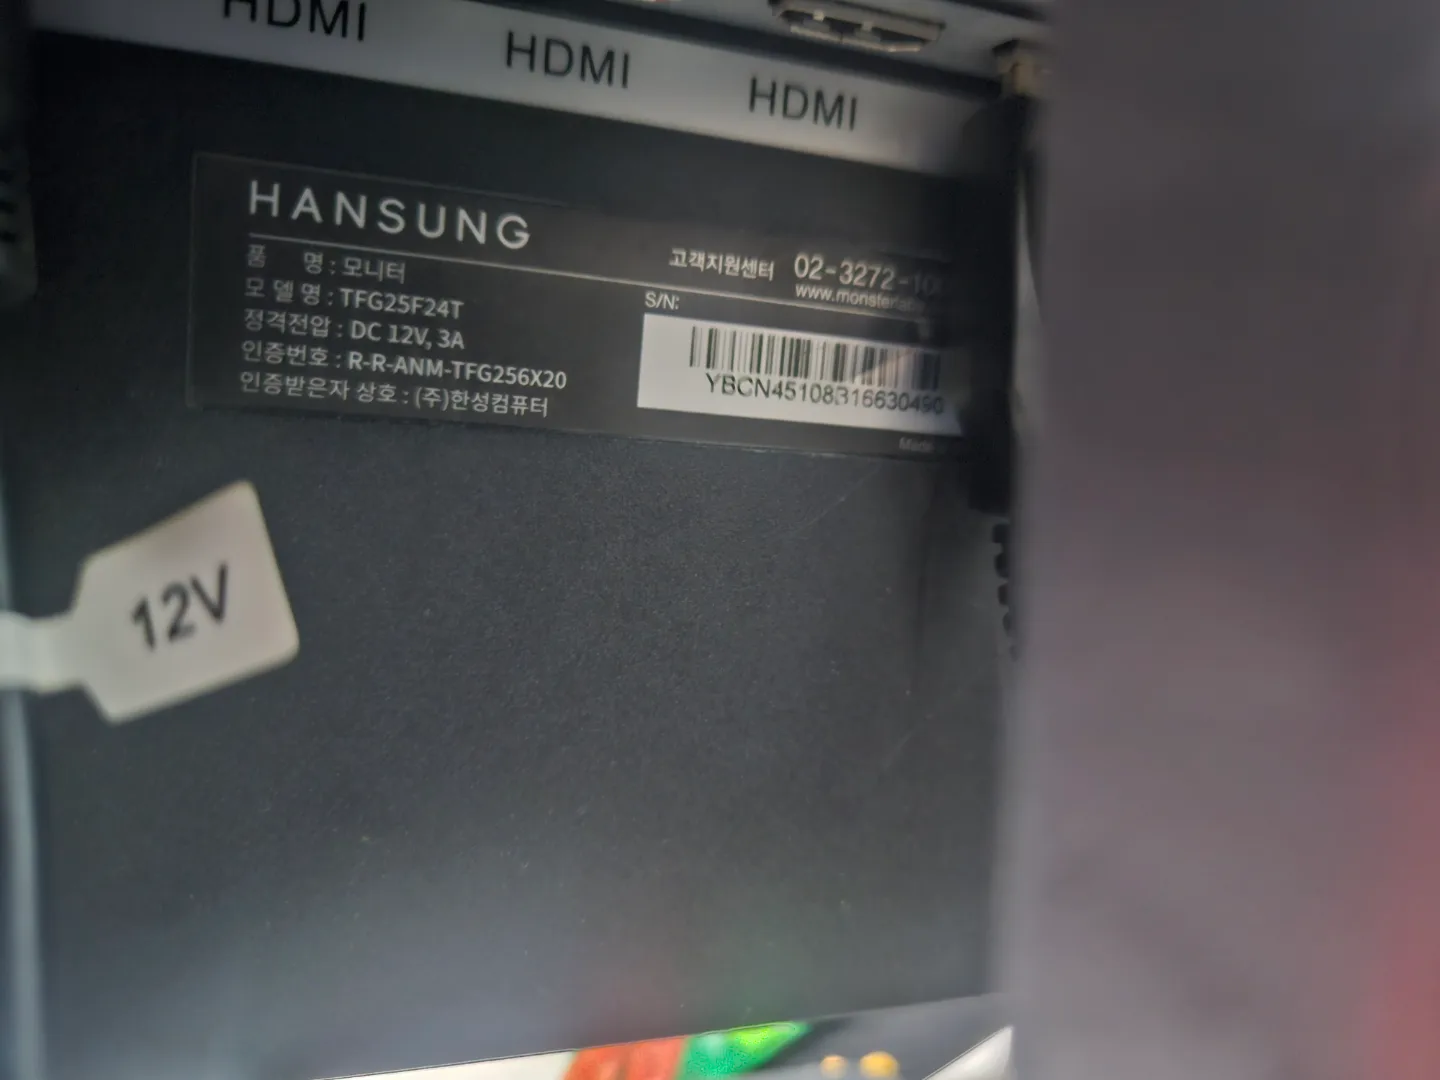 HDMI
HDMI
HDMI
HANSUNG
고객지원센터 02-3272-
품 명 : 모니터
모 델 명 : TFG25F24T
정격전압 : DC 12V, 3A
인증번호 : R-R-ANM-TFG256X20
인증받은자 상호 : (주)한성컴퓨터
S/N:
YBCN45108B16630490
Made
12V